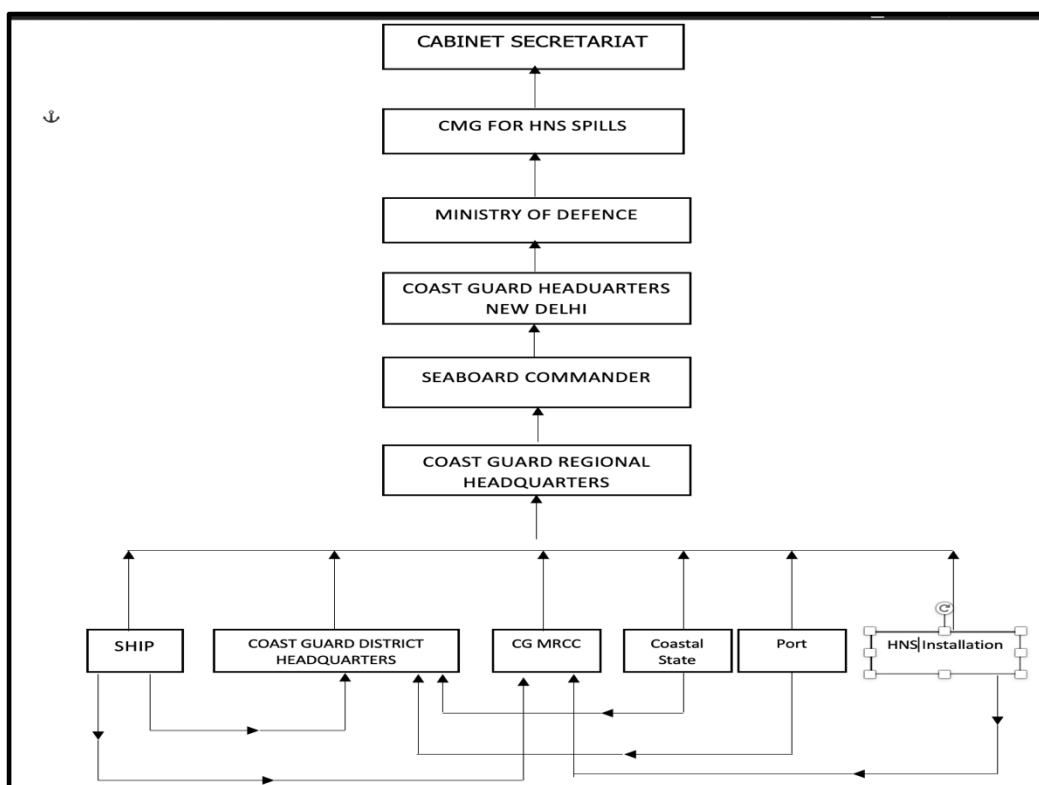 CABINET SECRETARIAT
CMG FOR HNS SPILLS
MINISTRY OF DEFENCE
COAST GUARD HEADUARTERS
NEW DELHI
SEABOARD COMMANDER
COAST GUARD REGIONAL
HEADQUARTERS
SHIP
COAST GUARD DISTRICT
HEADQUARTERS
CG MRCC
Coastal
State
Port
HNS Installation